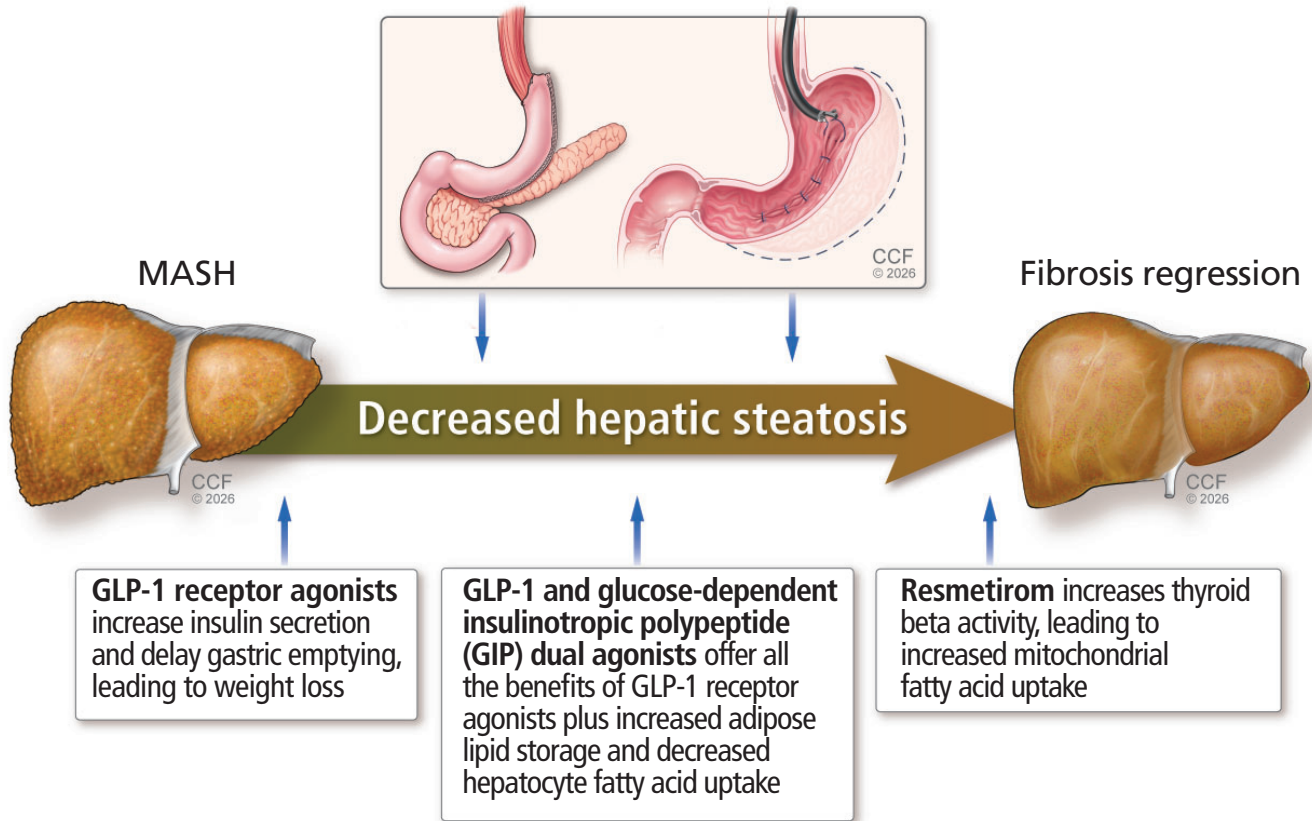 CCF
© 2026
MASH
Fibrosis regression
Decreased hepatic steatosis
CCF
© 2026
CCF
© 2026
GLP-1 receptor agonists
increase insulin secretion
and delay gastric emptying,
leading to weight loss
GLP-1 and glucose-dependent
insulinotropic polypeptide
(GIP) dual agonists offer all
the benefits of GLP-1 receptor
agonists plus increased adipose
lipid storage and decreased
hepatocyte fatty acid uptake
Resmetirom increases thyroid
beta activity, leading to
increased mitochondrial
fatty acid uptake